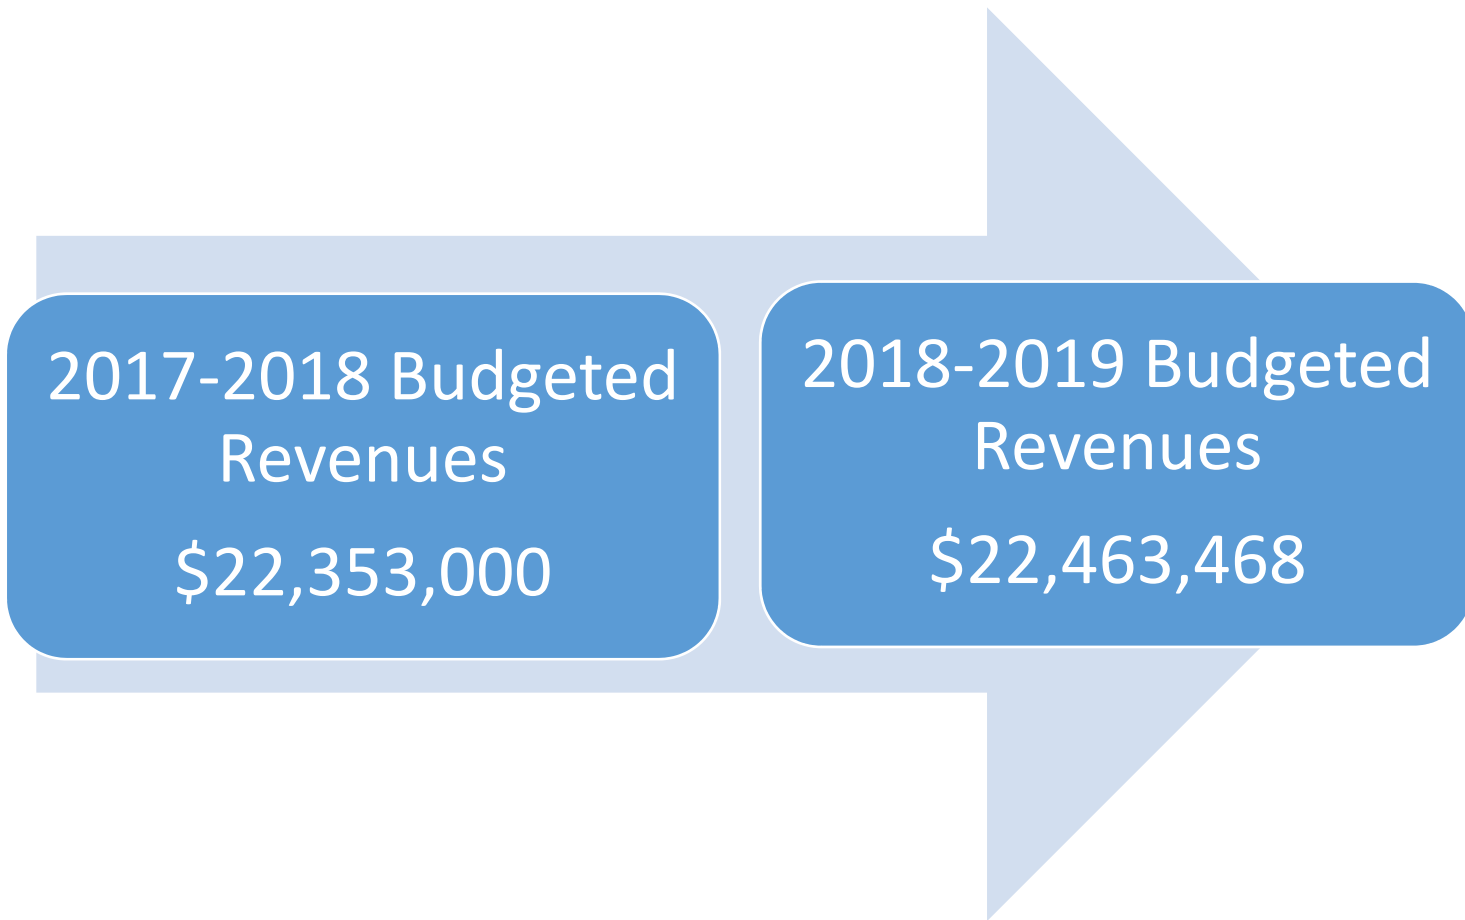 2017-2018 Budgeted
Revenues
$22,353,000
2018-2019 Budgeted
Revenues
$22,463,468